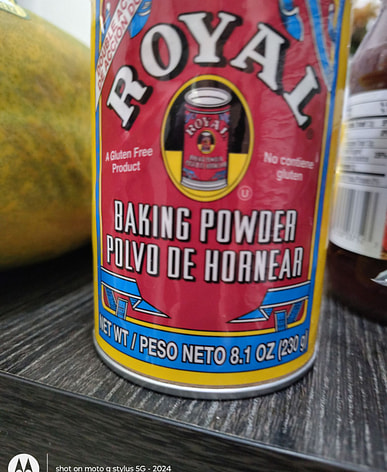 ROYAL
ROYAL
A Gluten Free
Product
No contiene
gluten
U
BAKING POWDER
POLVO DE HORNEAR
NET WT / PESO NETO 8.1 OZ (230 g)
shot on moto g stylus 5G - 2024